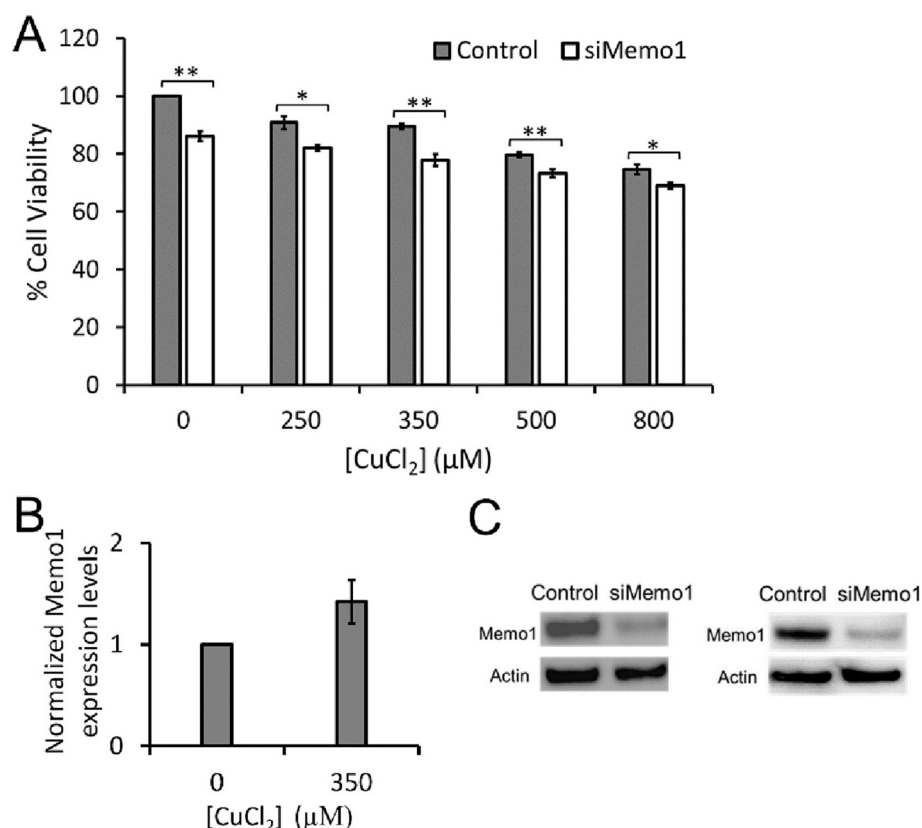 A
120
100
80
60
40
20
0
% Cell Viability
Control siMemo1
** * ** ** *
0 250 350 500 800
[CuCl₂] (μM)
B
Normalized Memo1
expression levels
2
1
0
0 350
[CuCl₂] (μM)
C
Control siMemo1
Memo1
Actin
Control siMemo1
Memo1
Actin